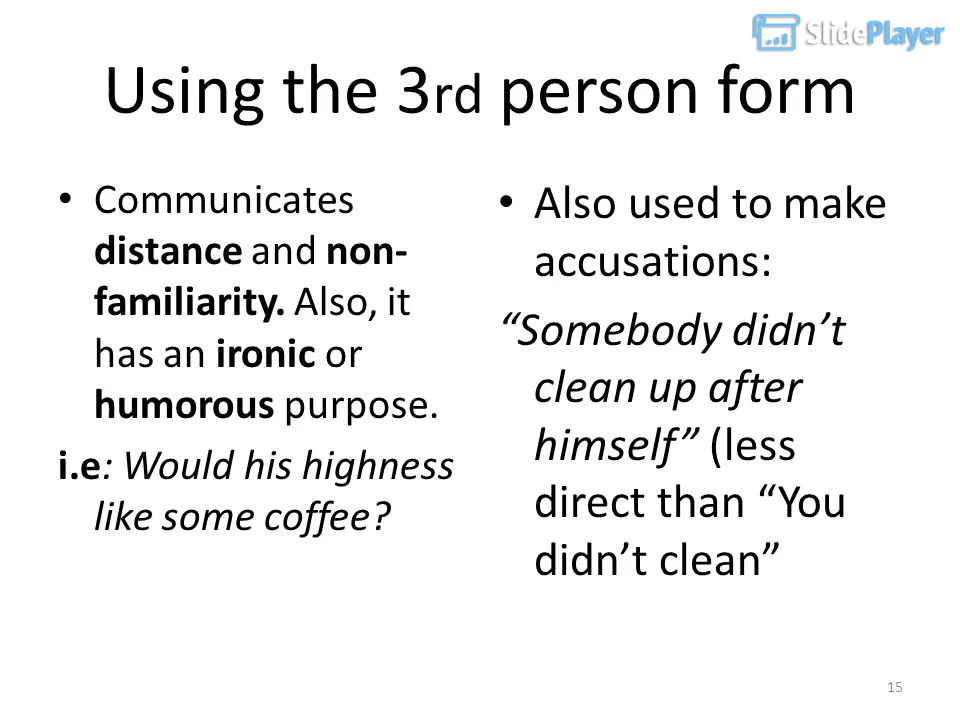 SlidePlayer
Using the 3rd person form
• Communicates
distance and non-
familiarity. Also, it
has an ironic or
humorous purpose.
i.e: Would his highness
like some coffee?
• Also used to make
accusations:
“Somebody didn’t
clean up after
himself” (less
direct than “You
didn’t clean”
15